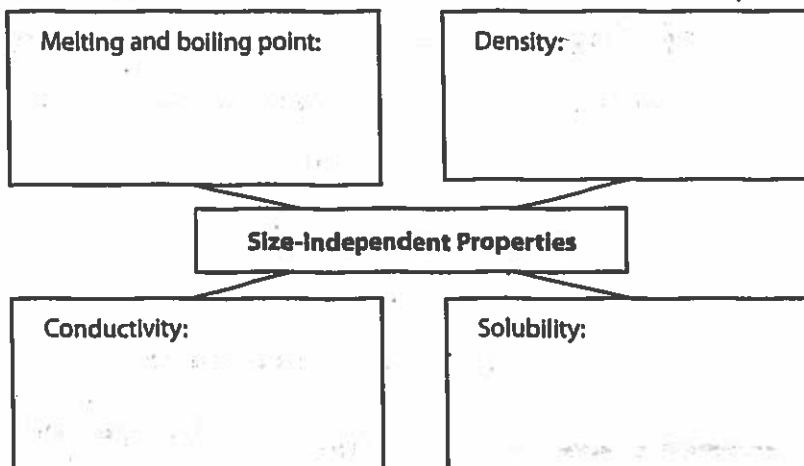 Melting and boiling point:
Density:
Size-Independent Properties
Conductivity:
Solubility: